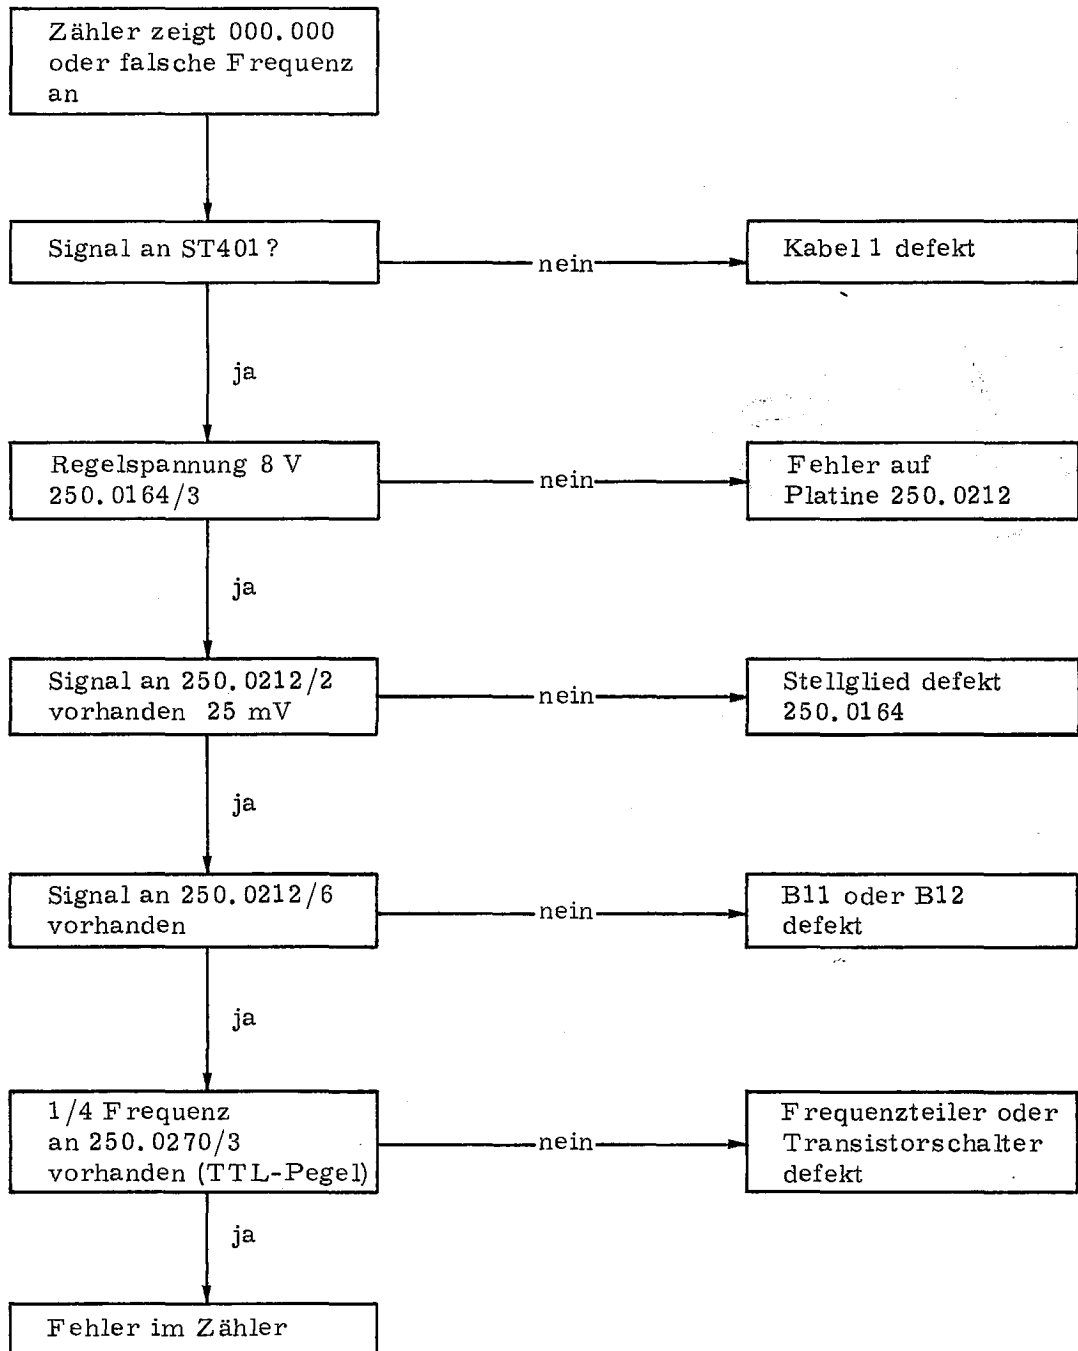 Zähler zeigt 000.000
oder falsche Frequenz
an
Signal an ST401?
nein
Kabel 1 defekt
ja
Regelspannung 8 V
250.0164/3
nein
Fehler auf
Platine 250.0212
ja
Signal an 250.0212/2
vorhanden 25 mV
nein
Stellglied defekt
250.0164
ja
Signal an 250.0212/6
vorhanden
nein
B11 oder B12
defekt
ja
1/4 Frequenz
an 250.0270/3
vorhanden (TTL-Pegel)
nein
Frequenzteiler oder
Transistorschalter
defekt
ja
Fehler im Zähler